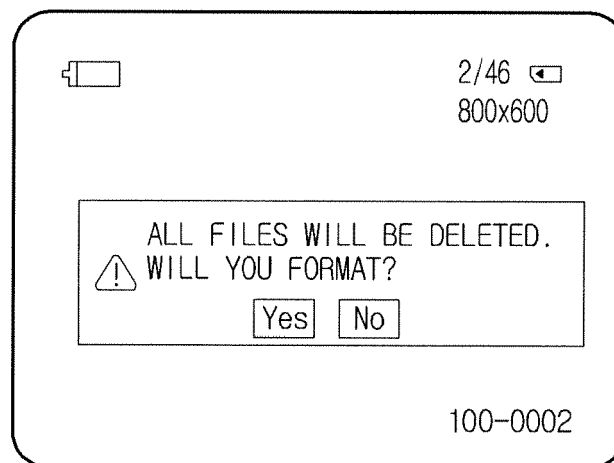 2/46
800x600
ALL FILES WILL BE DELETED.
WILL YOU FORMAT?
Yes No
100-0002